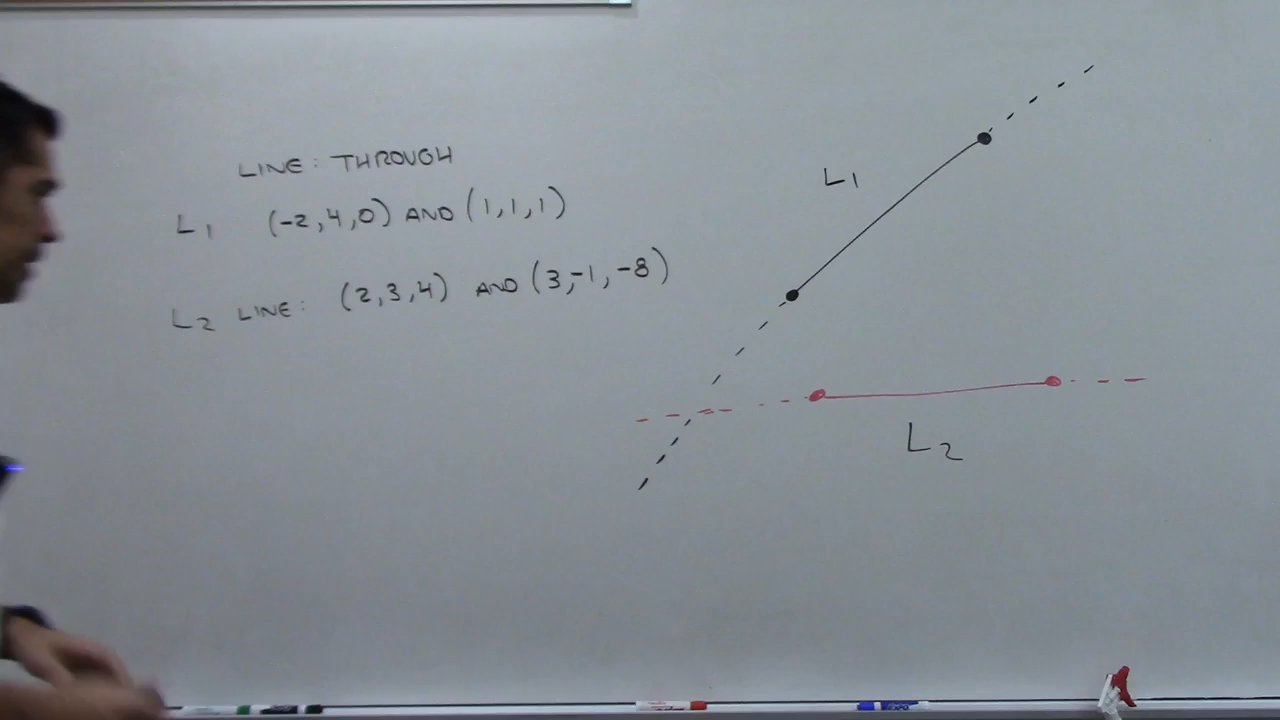 LINE: THROUGH
L1 (-2,4,0) AND (1,1,1)
L2 LINE: (2,3,4) AND (3,-1,-8)
L1
L2
EXPO